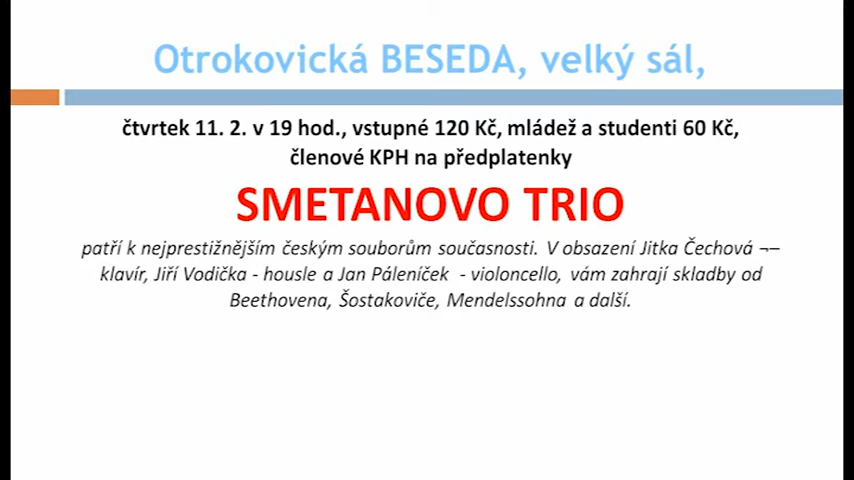 Otrokovická BESEDA, velký sál,
čtvrtek 11. 2. v 19 hod., vstupné 120 Kč, mládež a studenti 60 Kč,
členové KPH na předplatenky
SMETANOVO TRIO
patří k nejprestižnějším českým souborům současnosti. V obsazení Jitka Čechová ¬–
klavír, Jiří Vodička - housle a Jan Páleníček - violoncello, vám zahrají skladby od
Beethovena, Šostakoviče, Mendelssohna a další.